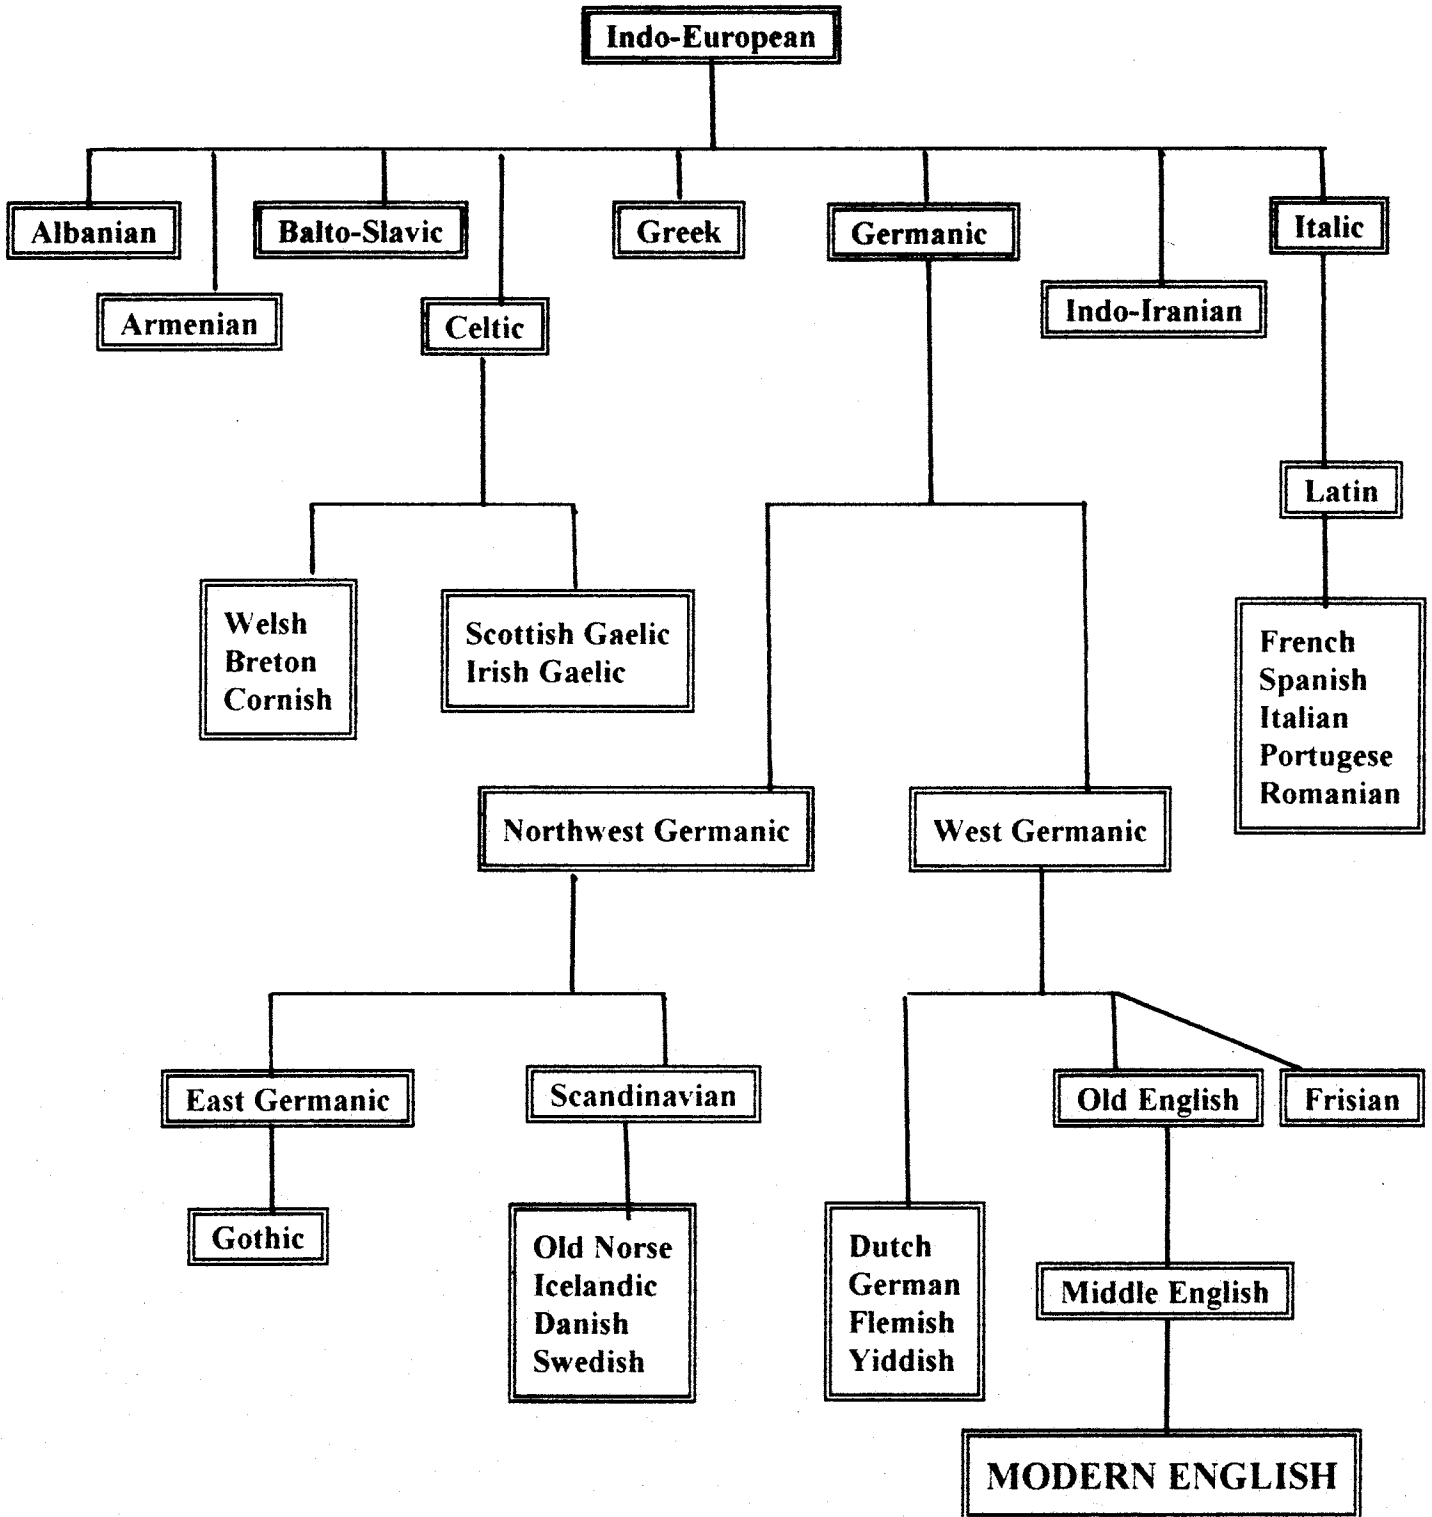 Indo-European
Albanian
Balto-Slavic
Greek
Germanic
Italic
Armenian
Celtic
Indo-Iranian
Latin
Welsh
Breton
Cornish
Scottish Gaelic
Irish Gaelic
French
Spanish
Italian
Portugese
Romanian
Northwest Germanic
West Germanic
East Germanic
Scandinavian
Old English
Frisian
Gothic
Old Norse
Icelandic
Danish
Swedish
Dutch
German
Flemish
Yiddish
Middle English
MODERN ENGLISH